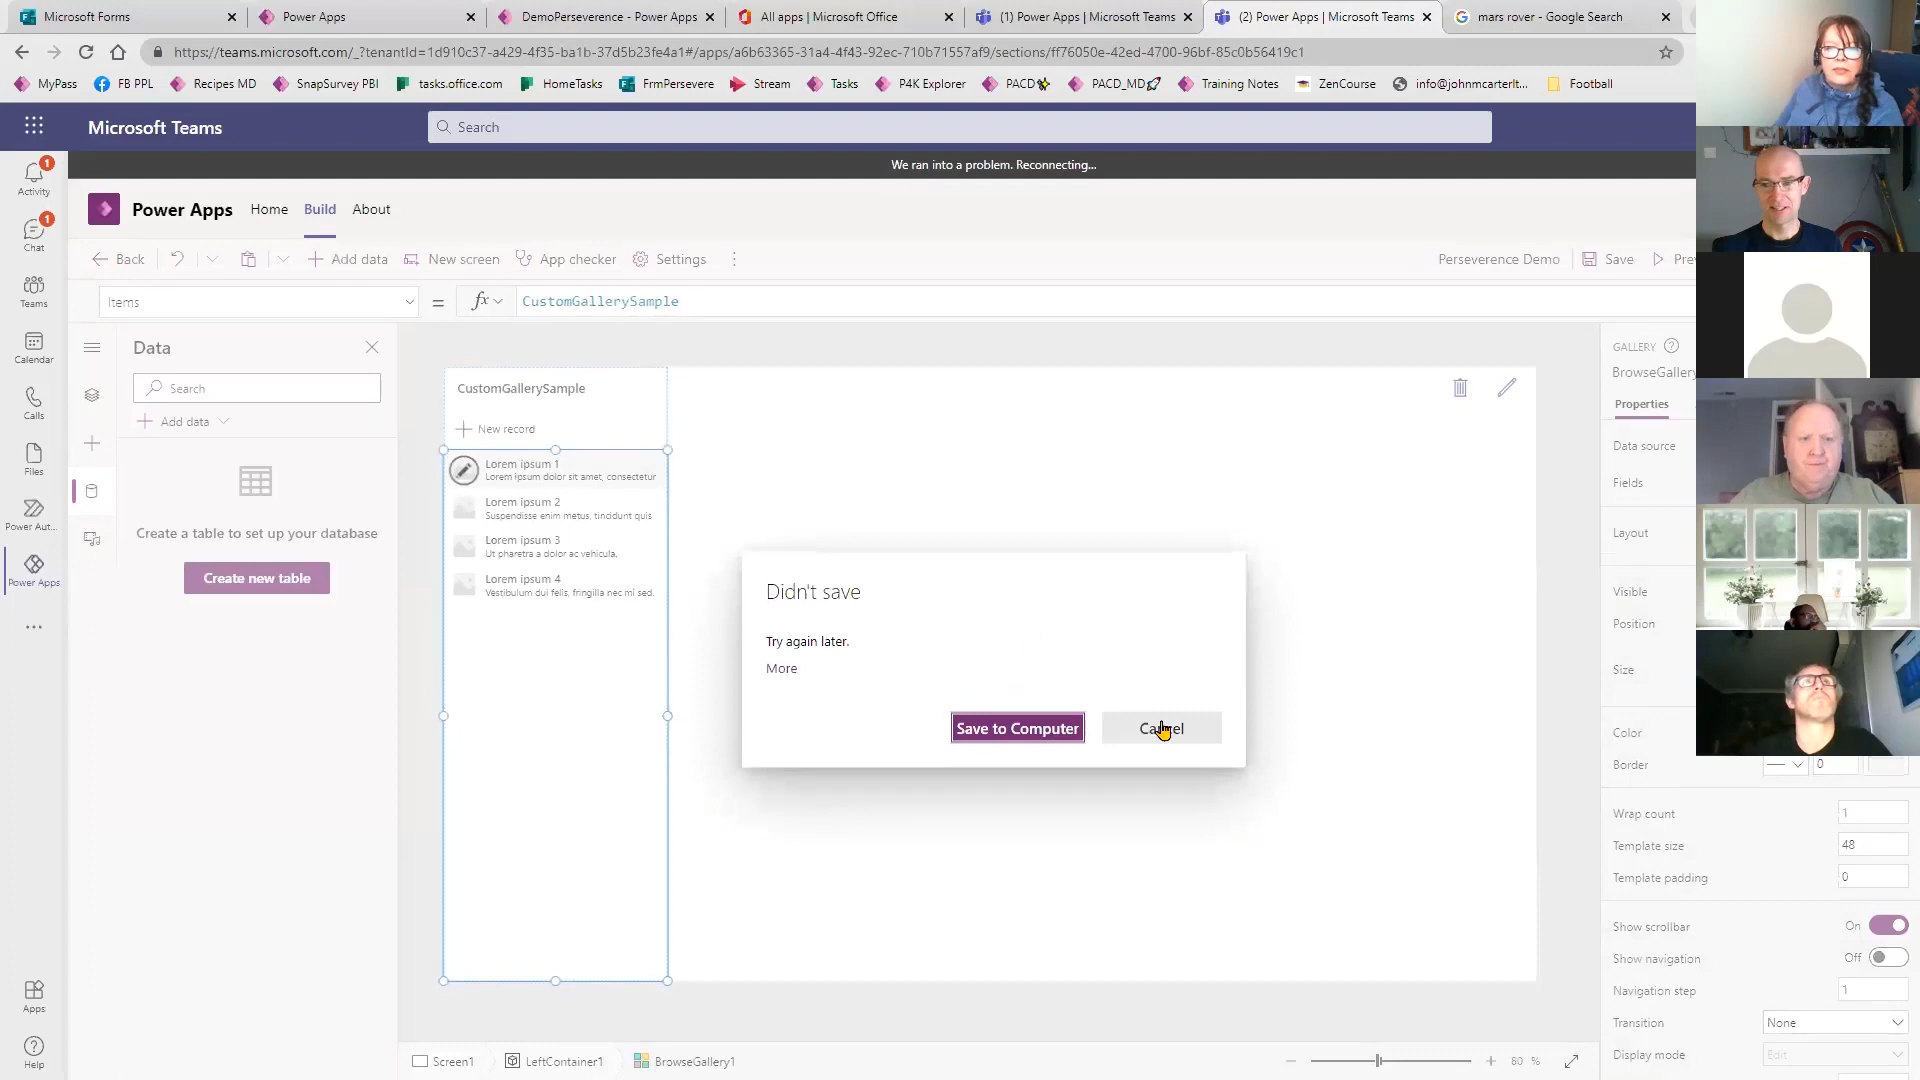 Microsoft Forms
Power Apps
DemoPerseverence - Power Apps
All apps | Microsoft Office
(1) Power Apps | Microsoft Teams
(2) Power Apps | Microsoft Teams
mars rover - Google Search
https://teams.microsoft.com/_?tenantId=1d910c37-a429-4f35-ba1b-37d5b23fe4a1#/apps/a6b63365-31a4-4f43-92ec-710b71557af9/sections/ff76050e-42ed-4700-96bf-85c0b56419c1
MyPass
FB PPL
Recipes MD
SnapSurvey PBI
tasks.office.com
HomeTasks
FrmPersevere
Stream
Tasks
P4K Explorer
PACD
PACD_MD
Training Notes
ZenCourse
info@johnmcarterlt...
Football
Microsoft Teams
Search
We ran into a problem. Reconnecting...
1
Activity
1
Chat
Teams
Calendar
Calls
Files
Power Aut...
Power Apps
Apps
Help
Power Apps
Home
Build
About
Back
Add data
New screen
App checker
Settings
Perseverence Demo
Save
Pre
Items
=
fx
CustomGallerySample
Data
Search
Add data
Create a table to set up your database
Create new table
CustomGallerySample
New record
Lorem ipsum 1
Lorem ipsum dolor sit amet, consectetur
Lorem ipsum 2
Suspendisse enim metus, tincidunt quis
Lorem ipsum 3
Ut pharetra a dolor ac vehicula,
Lorem ipsum 4
Vestibulum dui felis, fringilla nec mi sed.
Didn't save
Try again later.
More
Save to Computer
Cancel
GALLERY
BrowseGallery
Properties
Data source
Fields
Layout
Visible
Position
Size
Color
Border
0
Wrap count
1
Template size
48
Template padding
0
Show scrollbar
On
Show navigation
Off
Navigation step
1
Transition
None
Display mode
Edit
Screen1
LeftContainer1
BrowseGallery1
80 %